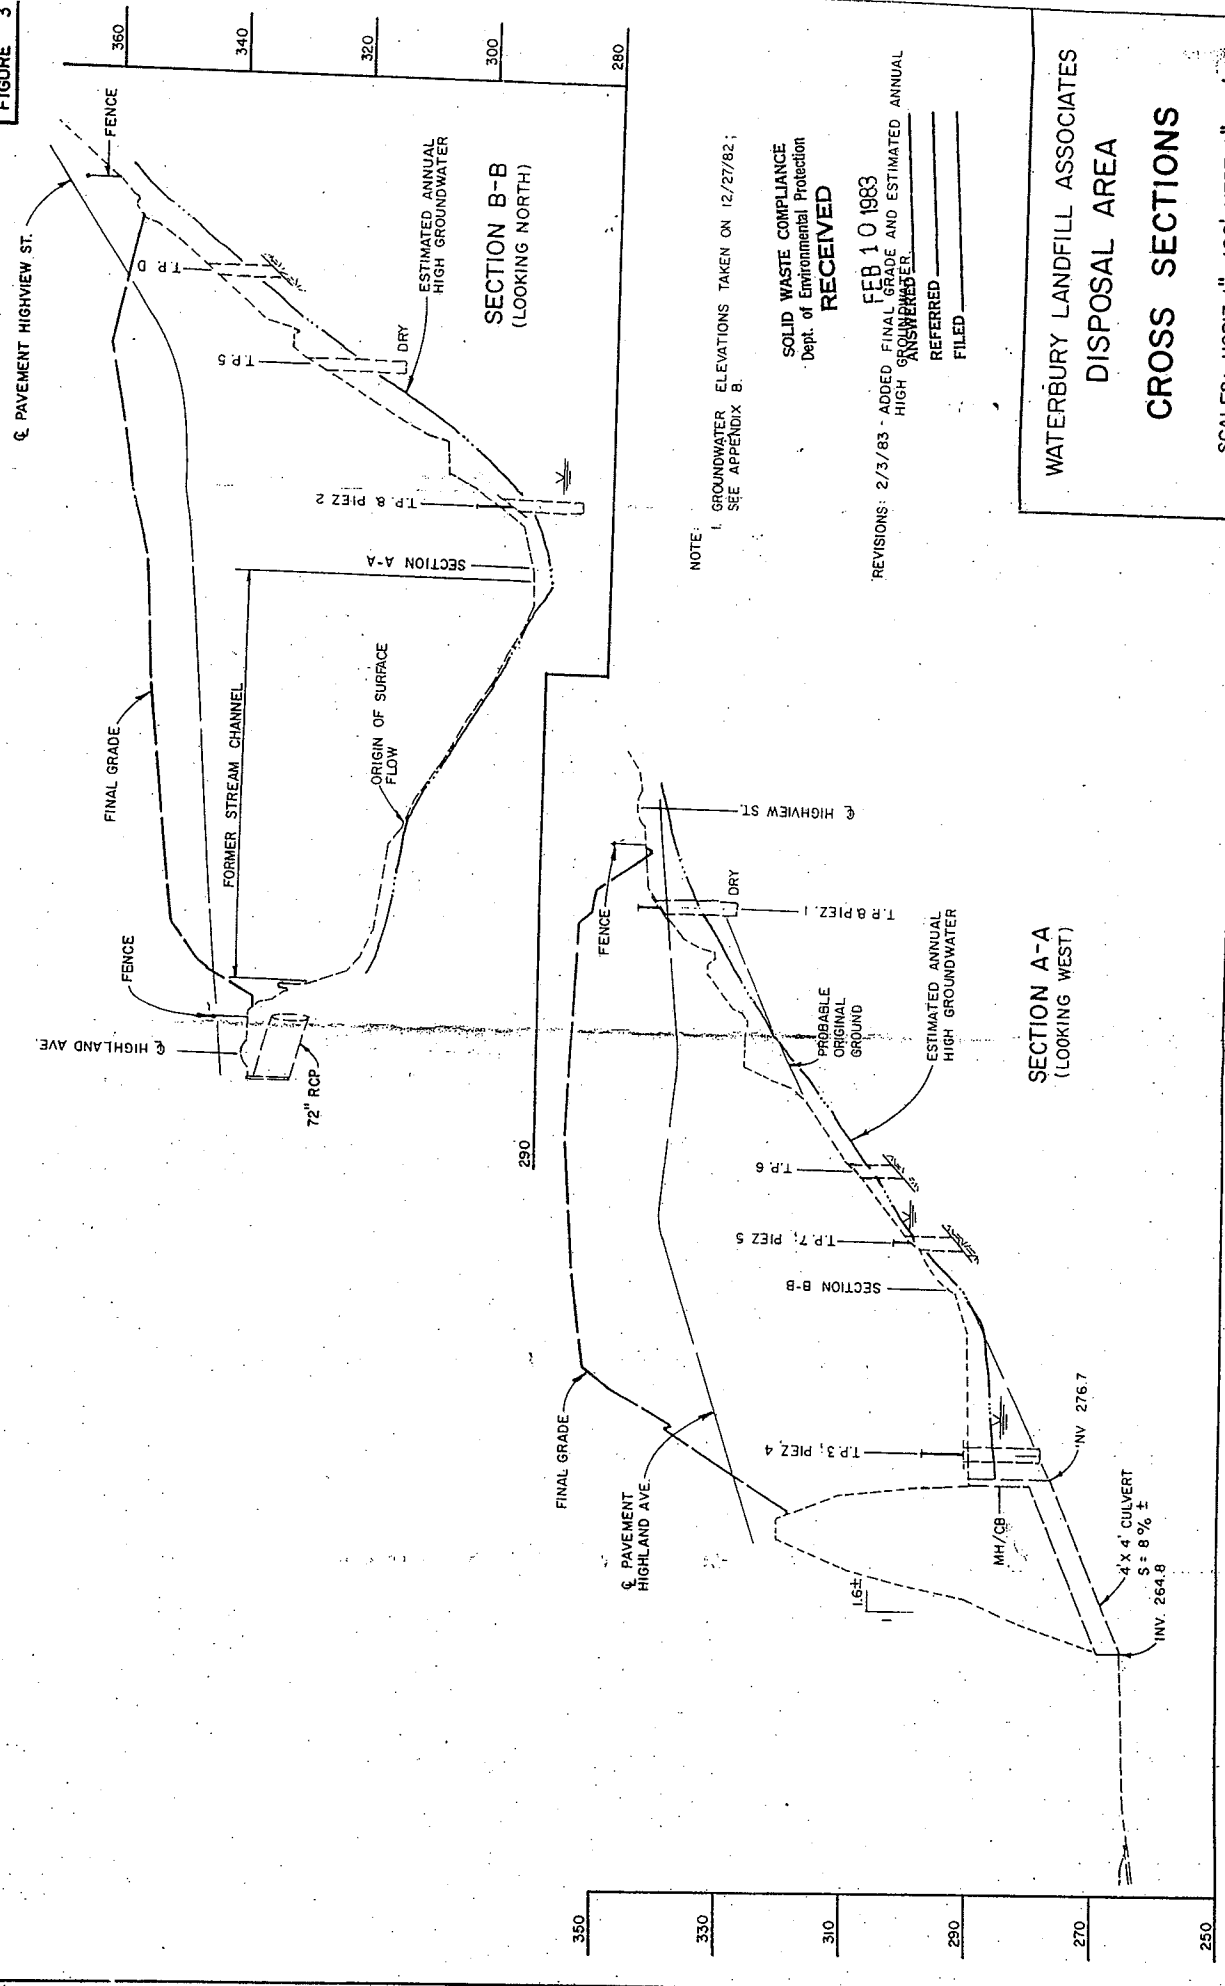 FIGURE 3
℄ PAVEMENT HIGHVIEW ST.
FENCE
360
340
320
300
280
T.P. D
T.P. 5
DRY
ESTIMATED ANNUAL
HIGH GROUNDWATER
SECTION B-B
(LOOKING NORTH)
T.P. & PIEZ 2
SECTION A-A
FINAL GRADE
FORMER STREAM CHANNEL
ORIGIN OF SURFACE
FLOW
FENCE
℄ HIGHLAND AVE.
72" RCP
290
NOTE:
1. GROUNDWATER ELEVATIONS TAKEN ON 12/27/82;
SEE APPENDIX B.
SOLID WASTE COMPLIANCE
Dept. of Environmental Protection
RECEIVED
FEB 10 1983
ANSWERED
REFERRED
FILED
REVISIONS: 2/3/83 - ADDED FINAL GRADE AND ESTIMATED ANNUAL
HIGH GROUNDWATER.
℄ HIGHVIEW ST.
FENCE
DRY
T.P. & PIEZ. 1
PROBABLE
ORIGINAL
GROUND
ESTIMATED ANNUAL
HIGH GROUNDWATER
SECTION A-A
(LOOKING WEST)
T.P. 6
T.P. 7; PIEZ 5
SECTION B-B
FINAL GRADE
T.P. 3; PIEZ. 4
℄ PAVEMENT
HIGHLAND AVE.
MH/CB
INV 276.7
4'x 4' CULVERT
S = 8% ±
INV. 264.8
1.6±
1
350
330
310
290
270
250
WATERBURY LANDFILL ASSOCIATES
DISPOSAL AREA
CROSS SECTIONS